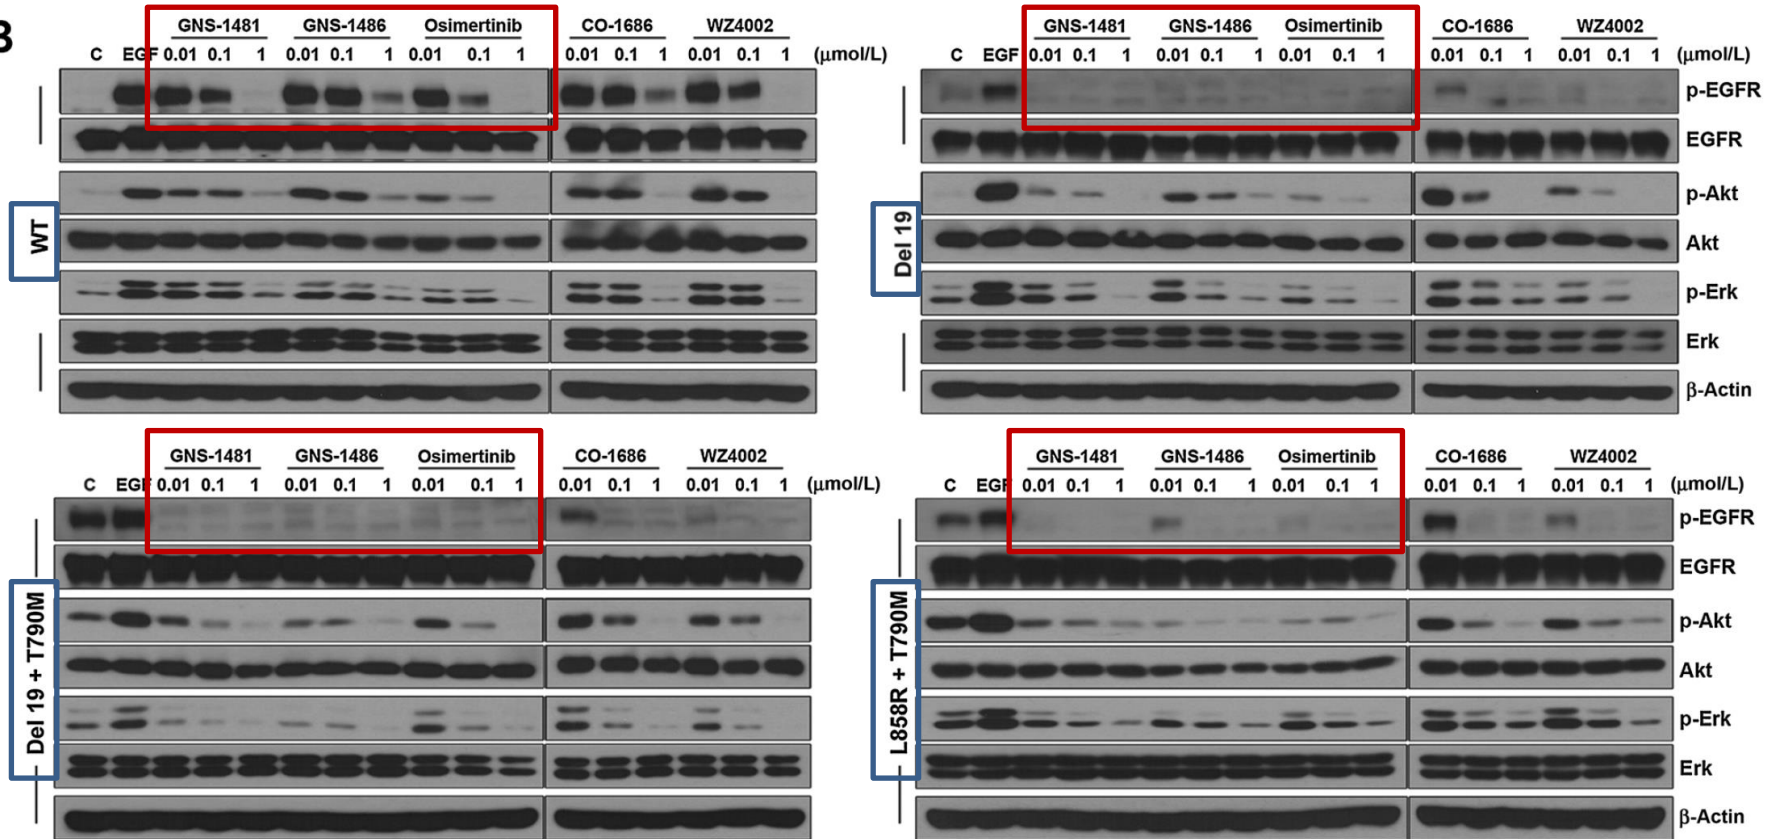 B
GNS-1481 GNS-1486 Osimertinib CO-1686 WZ4002
C EGF 0.01 0.1 1 0.01 0.1 1 0.01 0.1 1 0.01 0.1 1 0.01 0.1 1 (μmol/L)
WT
GNS-1481 GNS-1486 Osimertinib CO-1686 WZ4002
C EGF 0.01 0.1 1 0.01 0.1 1 0.01 0.1 1 0.01 0.1 1 0.01 0.1 1 (μmol/L)
p-EGFR
EGFR
p-Akt
Del 19
Akt
p-Erk
Erk
β-Actin
GNS-1481 GNS-1486 Osimertinib CO-1686 WZ4002
C EGF 0.01 0.1 1 0.01 0.1 1 0.01 0.1 1 0.01 0.1 1 0.01 0.1 1 (μmol/L)
Del 19 + T790M
GNS-1481 GNS-1486 Osimertinib CO-1686 WZ4002
C EGF 0.01 0.1 1 0.01 0.1 1 0.01 0.1 1 0.01 0.1 1 0.01 0.1 1 (μmol/L)
p-EGFR
EGFR
p-Akt
L858R + T790M
Akt
p-Erk
Erk
β-Actin